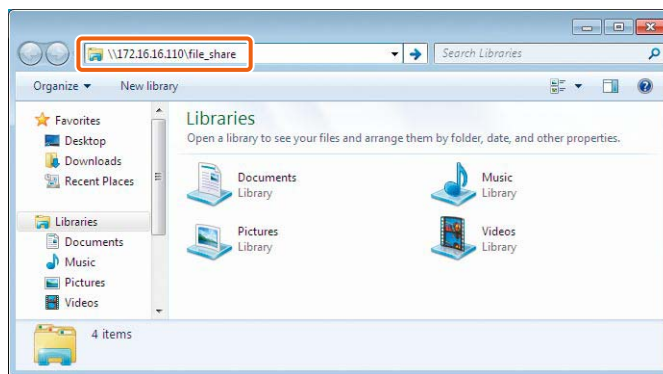 \\172.16.16.110\file_share
Search Libraries
Organize
New library
Favorites
Desktop
Downloads
Recent Places
Libraries
Documents
Music
Pictures
Videos
Libraries
Open a library to see your files and arrange them by folder, date, and other properties.
Documents
Library
Music
Library
Pictures
Library
Videos
Library
4 items